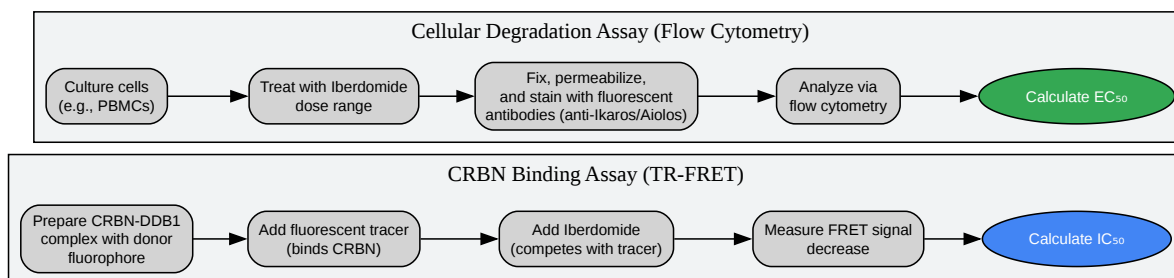 Cellular Degradation Assay (Flow Cytometry)
Culture cells
(e.g., PBMCs)
Treat with Iberdomide
dose range
Fix, permeabilize,
and stain with fluorescent
antibodies (anti-Ikaros/Aiolos)
Analyze via
flow cytometry
Calculate EC₅₀
CRBN Binding Assay (TR-FRET)
Prepare CRBN-DDB1
complex with donor
fluorophore
Add fluorescent tracer
(binds CRBN)
Add Iberdomide
(competes with tracer)
Measure FRET signal
decrease
Calculate IC₅₀